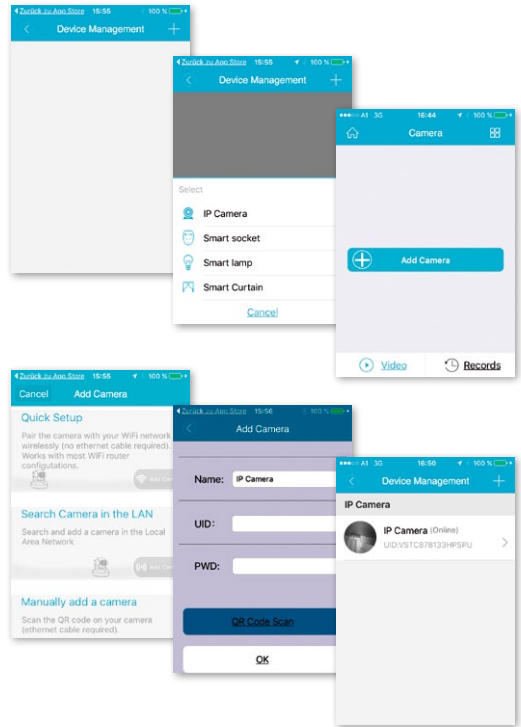 Zurück zu App Store 15:55 100 %
Device Management
Zurück zu App Store 15:55 100 %
Device Management
Select
IP Camera
Smart socket
Smart lamp
Smart Curtain
Cancel
A1 3G 16:44 100 %
Camera
Add Camera
Video Records
Zurück zu App Store 15:55 100 %
Cancel Add Camera
Quick Setup
Pair the camera with your WiFi network
wirelessly (no ethernet cable required).
Works with most WiFi router
configutations.
Add Cam
Search Camera in the LAN
Search and add a camera in the Local
Area Network
Add Cam
Manually add a camera
Scan the QR code on your camera
(ethernet cable required).
Zurück zu App Store 15:56 100 %
Add Camera
Name: IP Camera
UID:
PWD:
QR Code Scan
OK
A1 3G 16:50 100 %
Device Management
IP Camera
IP Camera (Online)
UID:VSTC878133HPSPU